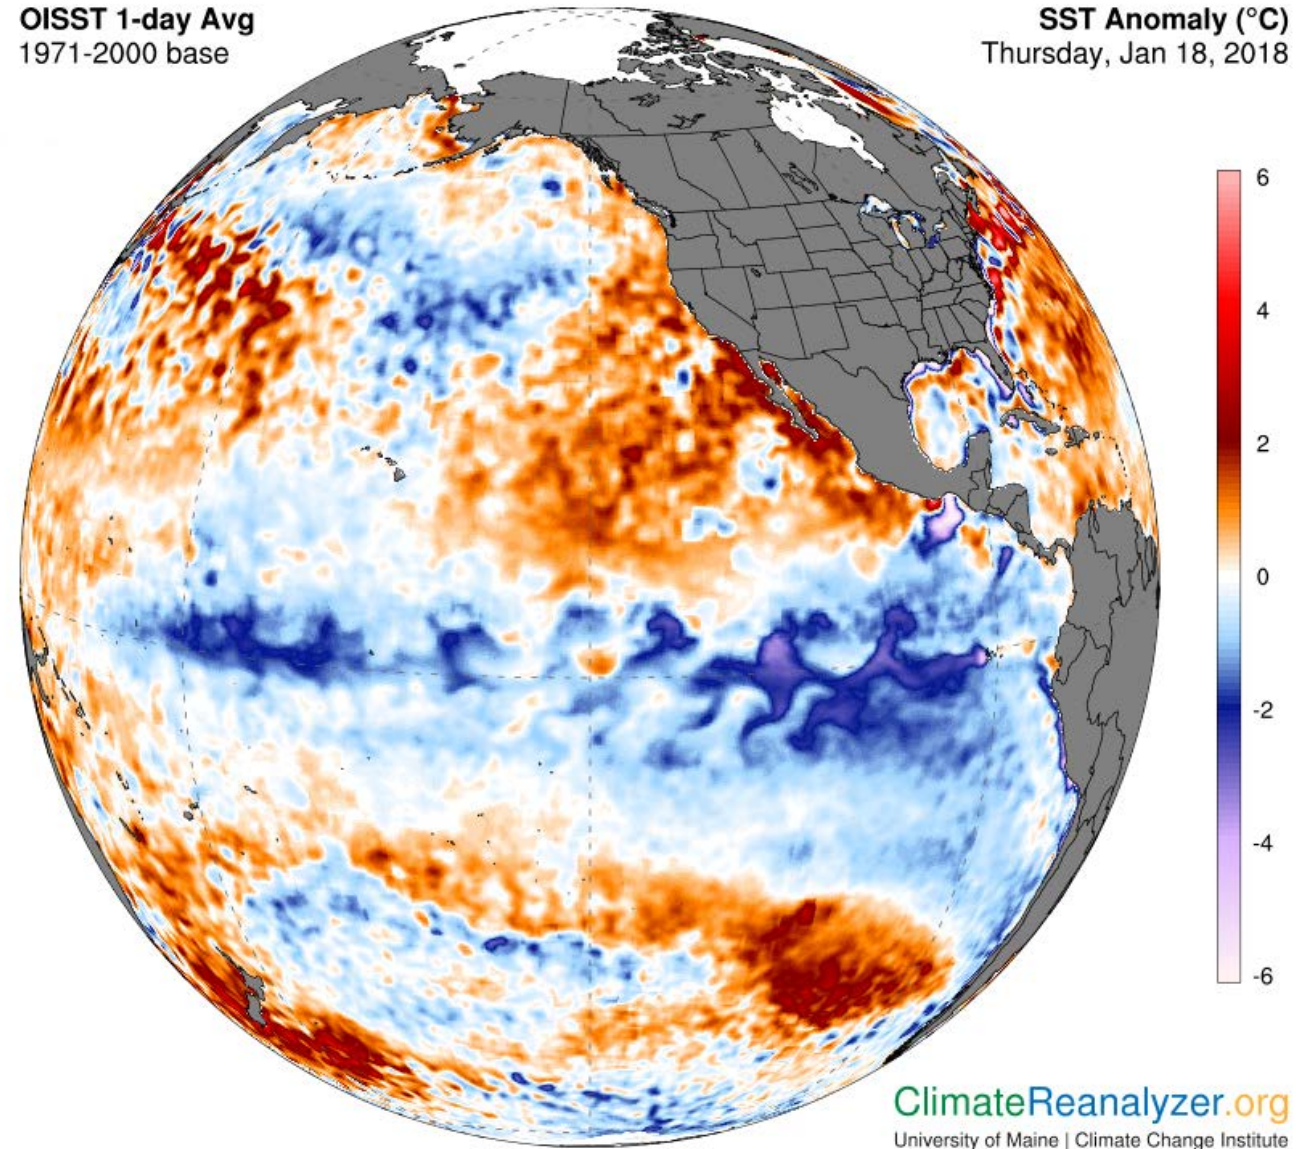 OISST 1-day Avg
1971-2000 base
SST Anomaly (°C)
Thursday, Jan 18, 2018
6
4
2
0
-2
-4
-6
ClimateReanalyzer.org
University of Maine | Climate Change Institute